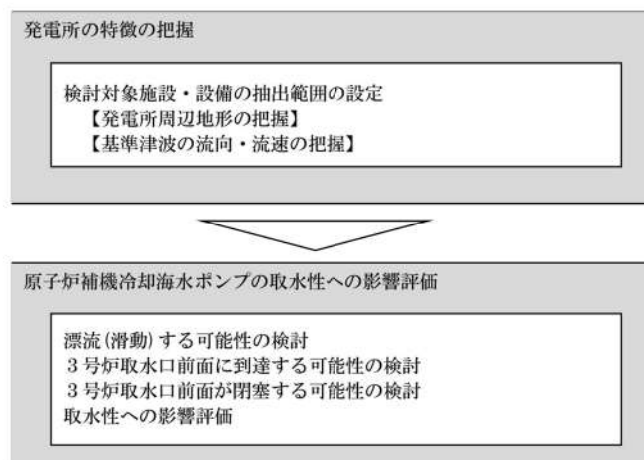 発電所の特徴の把握
検討対象施設・設備の抽出範囲の設定
【発電所周辺地形の把握】
【基準津波の流向・流速の把握】
原子炉補機冷却海水ポンプの取水性への影響評価
漂流(滑動)する可能性の検討
3号炉取水口前面に到達する可能性の検討
3号炉取水口前面が閉塞する可能性の検討
取水性への影響評価